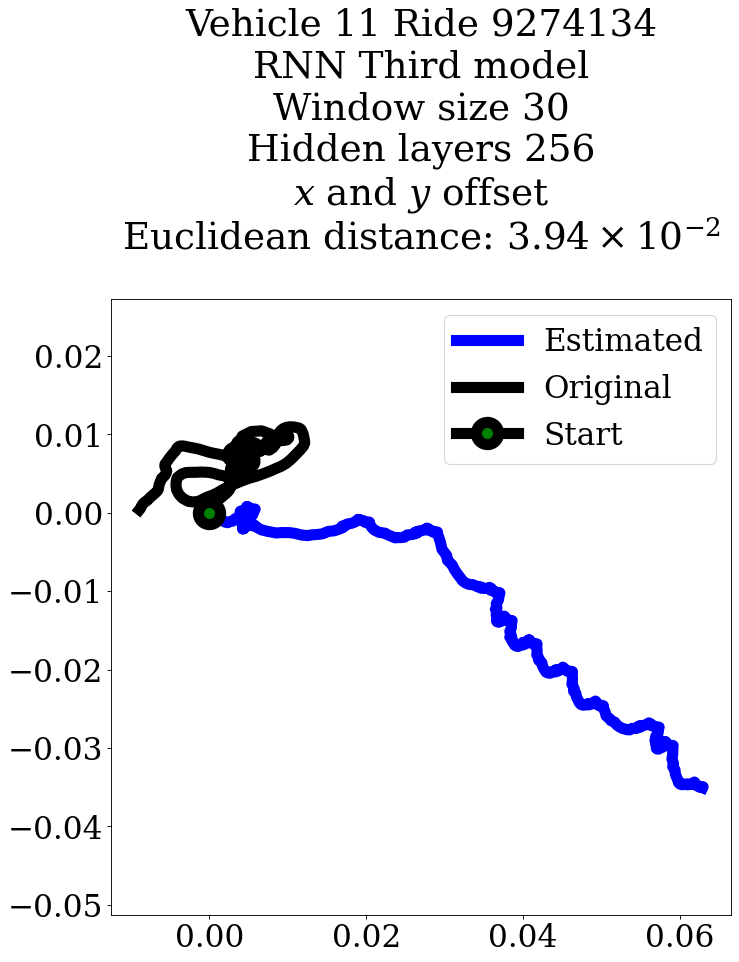 Vehicle 11 Ride 9274134
RNN Third model
Window size 30
Hidden layers 256
x and y offset
Euclidean distance: 3.94 × 10⁻²
Estimated
Original
Start
0.02
0.01
0.00
−0.01
−0.02
−0.03
−0.04
−0.05
0.00 0.02 0.04 0.06